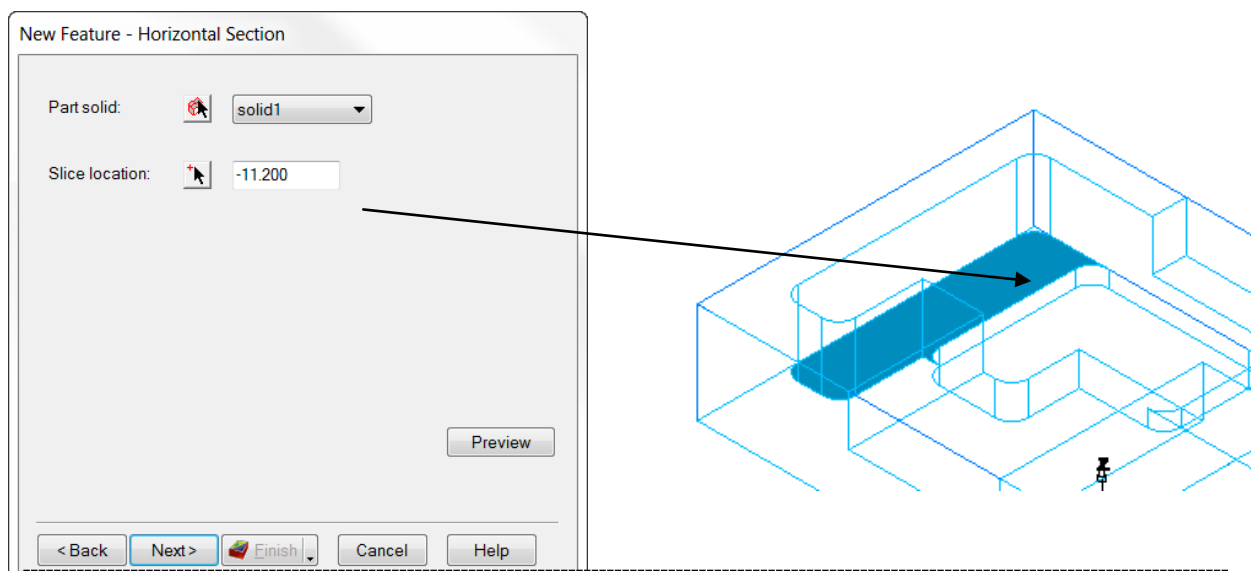 New Feature - Horizontal Section
Part solid: solid1
Slice location: -11.200
Preview
< Back Next > Finish Cancel Help
Z